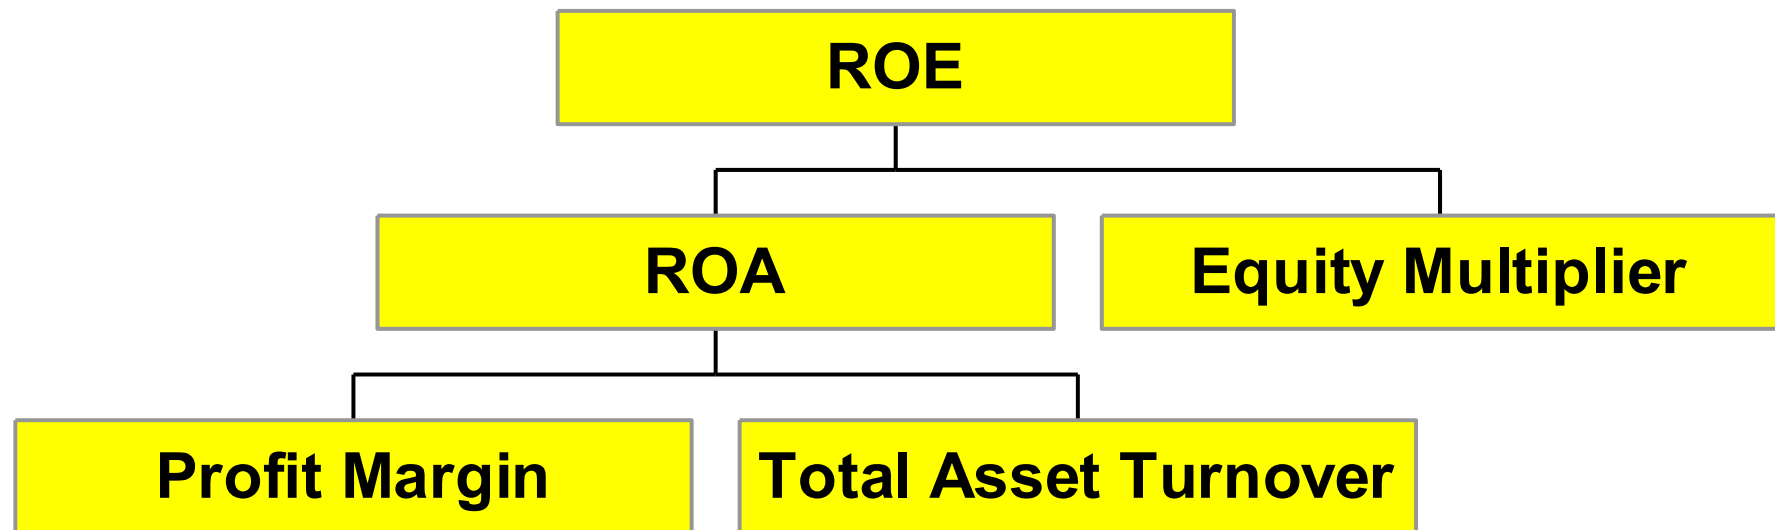 ROE
ROA
Equity Multiplier
Profit Margin
Total Asset Turnover